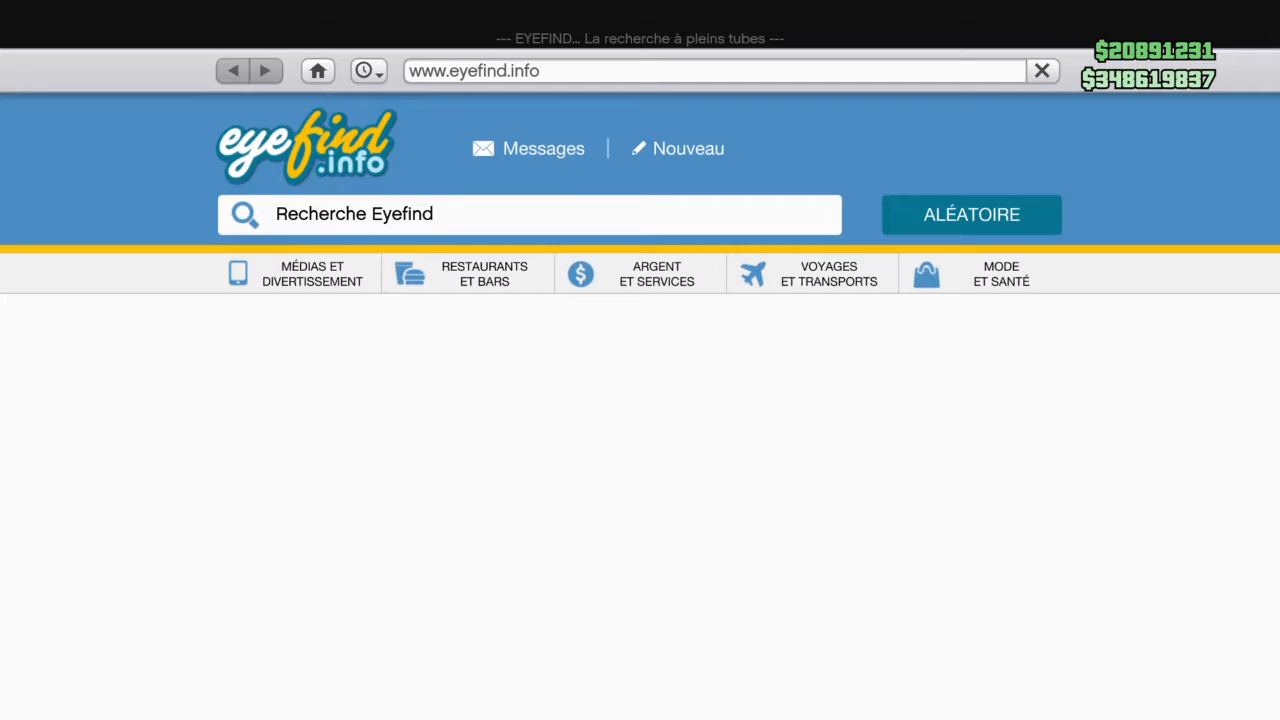 --- EYEFIND... La recherche à pleins tubes ---
$20891231
www.eyefind.info
$348619837
eyefind
.info
Messages
Nouveau
Recherche Eyefind
ALÉATOIRE
MÉDIAS ET
DIVERTISSEMENT
RESTAURANTS
ET BARS
ARGENT
ET SERVICES
VOYAGES
ET TRANSPORTS
MODE
ET SANTÉ